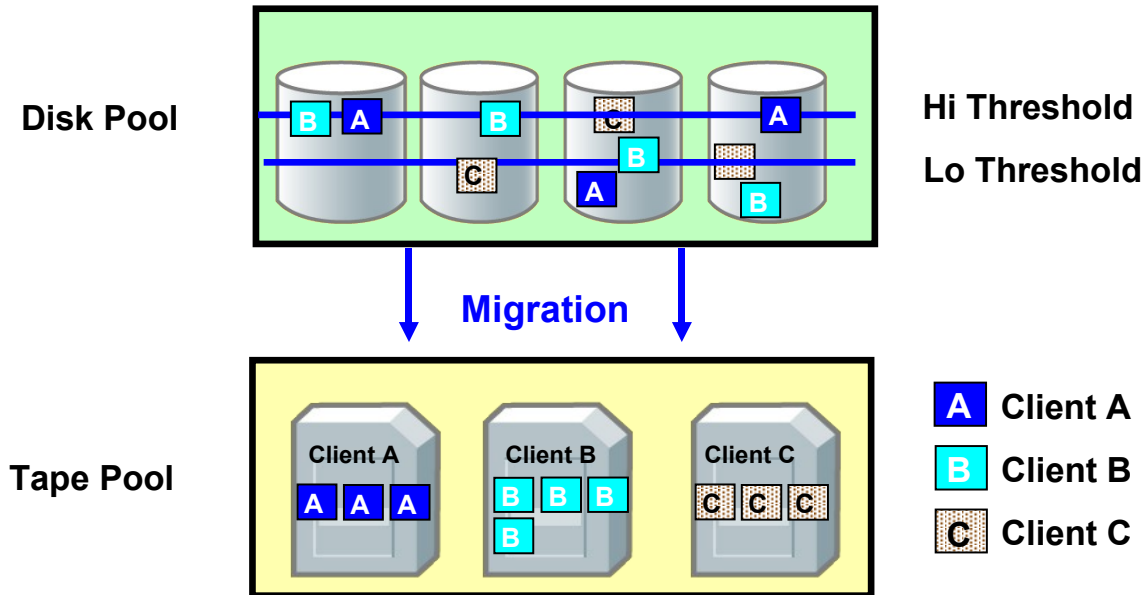 Disk Pool
B A B C A
Hi Threshold
B
Lo Threshold
C A B
Migration
Tape Pool
Client A
A A A
Client B
B B B
B
Client C
C C C
A Client A
B Client B
C Client C